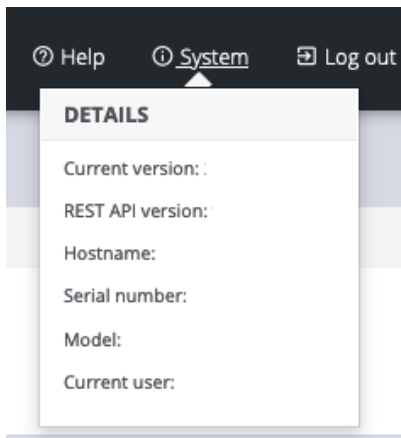 Help System Log out
DETAILS
Current version:
REST API version:
Hostname:
Serial number:
Model:
Current user: